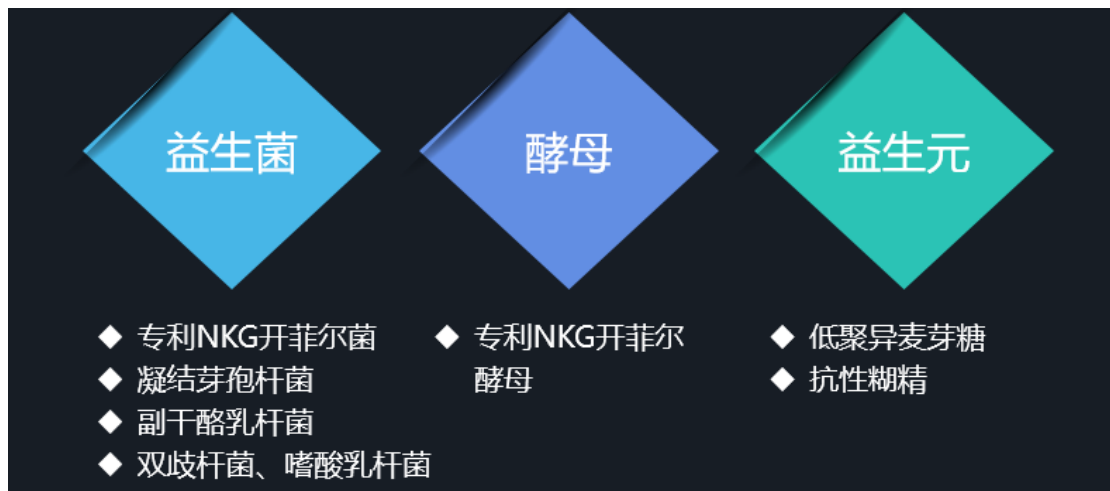 益生菌
酵母
益生元
◆ 专利NKG开菲尔菌
◆ 凝结芽孢杆菌
◆ 副干酪乳杆菌
◆ 双歧杆菌、嗜酸乳杆菌
◆ 专利NKG开菲尔
酵母
◆ 低聚异麦芽糖
◆ 抗性糊精